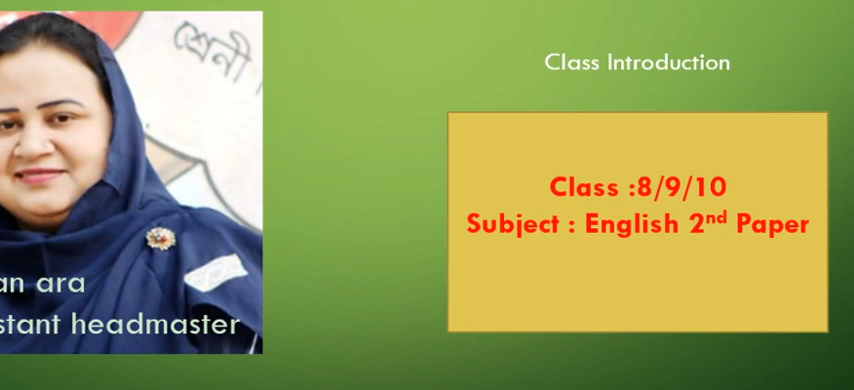 শ্রেনী
an ara
stant headmaster
Class Introduction
Class :8/9/10
Subject : English 2nd Paper